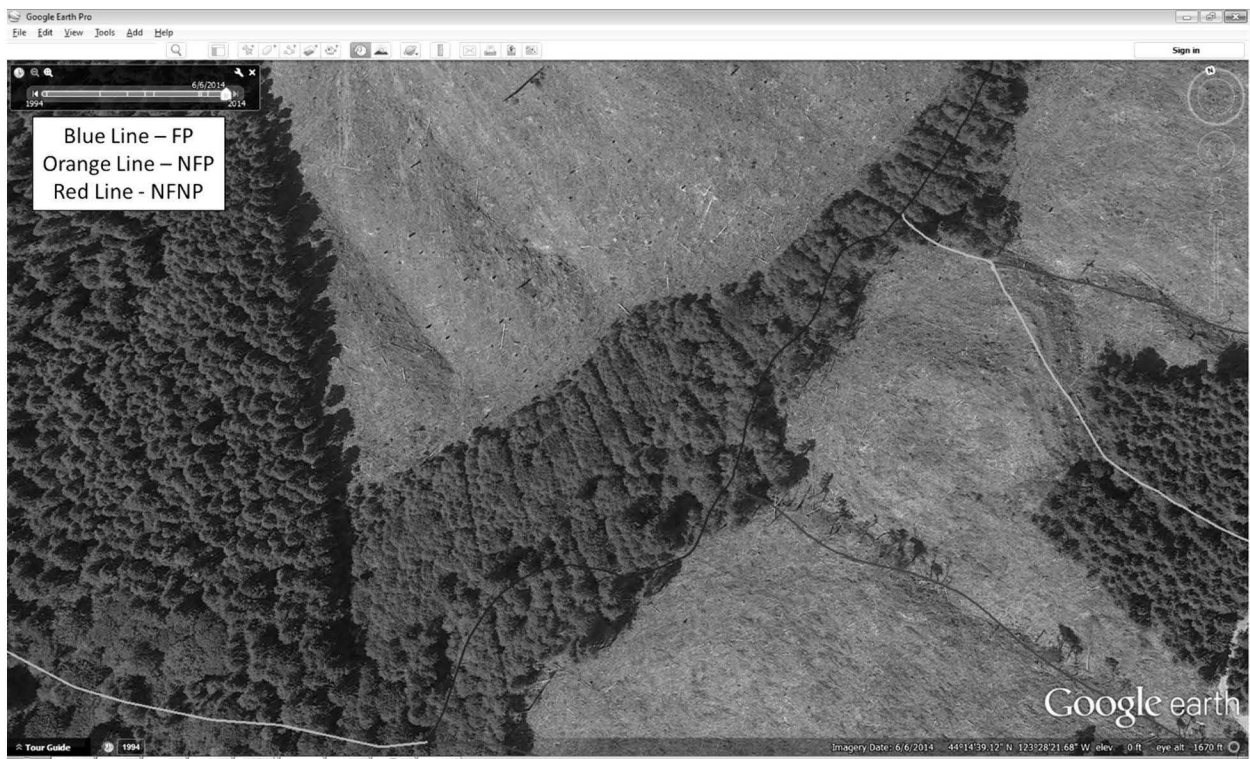 Google Earth Pro
File Edit View Tools Add Help
Sign in
6/6/2014
1994
2014
N
Blue Line – FP
Orange Line – NFP
Red Line - NFNP
Google earth
Tour Guide
1994
Imagery Date: 6/6/2014 44°14'39.12" N 123°28'21.68" W elev 0 ft eye alt 1670 ft